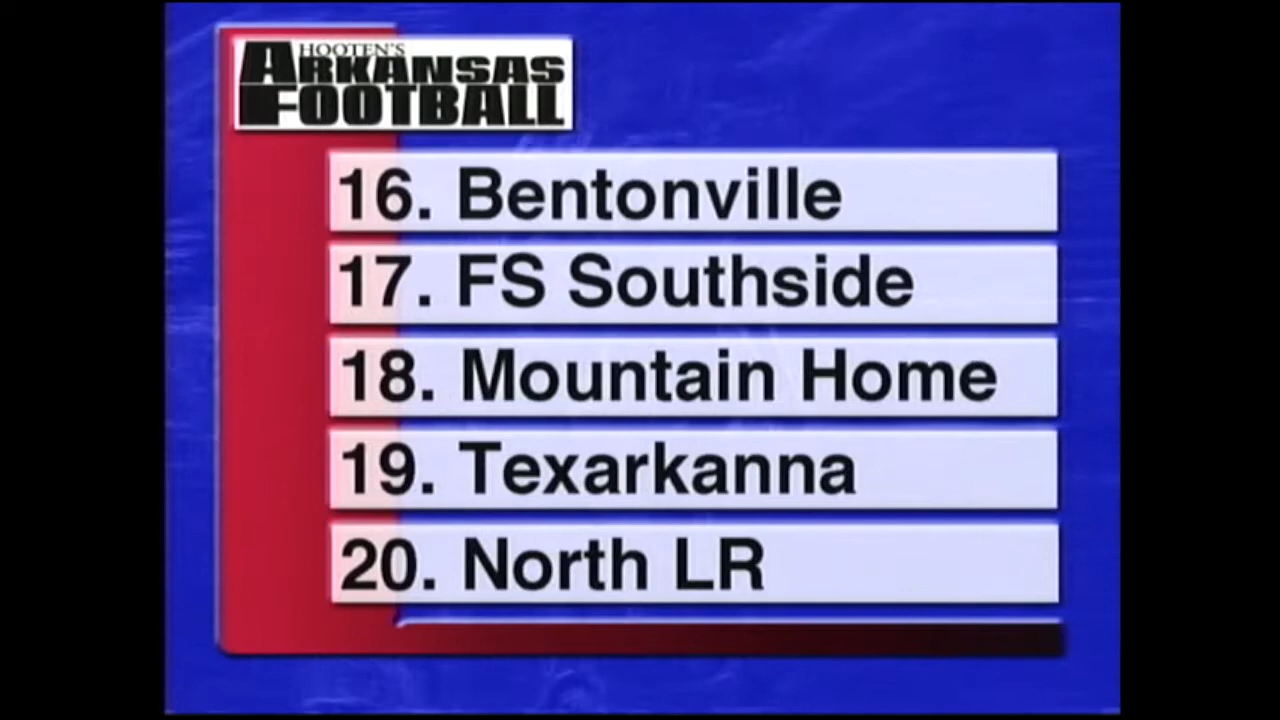 HOOTEN'S
ARKANSAS
FOOTBALL
16. Bentonville
17. FS Southside
18. Mountain Home
19. Texarkanna
20. North LR